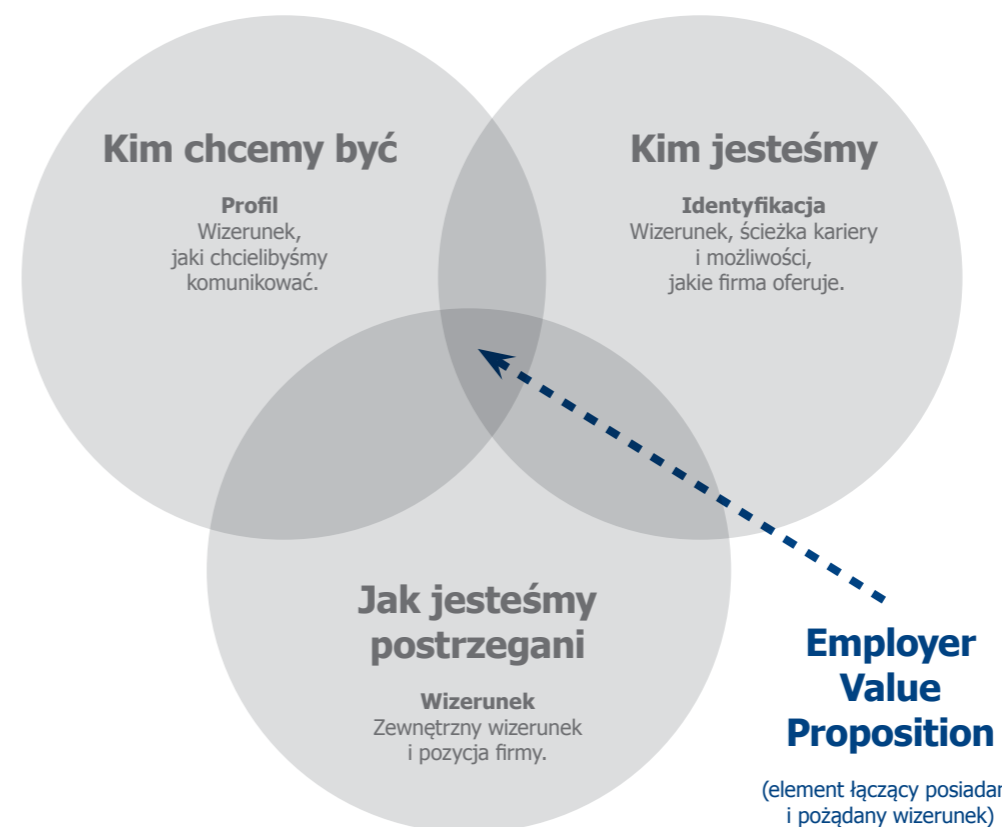 Kim chcemy być
Profil
Wizerunek,
jaki chcielibyśmy
komunikować.
Kim jesteśmy
Identyfikacja
Wizerunek, ścieżka kariery
i możliwości,
jakie firma oferuje.
Jak jesteśmy
postrzegani
Wizerunek
Zewnętrzny wizerunek
i pozycja firmy.
Employer
Value
Proposition
(element łączący
i pożądany wizerunek)